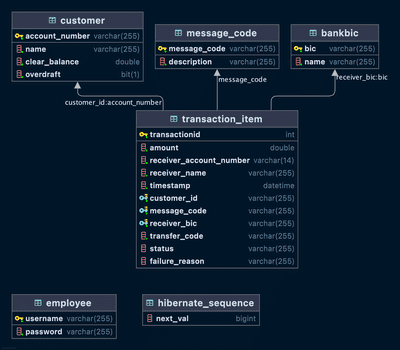 customer
account_number varchar(255)
name varchar(255)
clear_balance double
overdraft bit(1)
message_code
message_code varchar(255)
description varchar(255)
bankbic
bic varchar(255)
name varchar(255)
customer_id:account_number
message_code
receiver_bic:bic
transaction_item
transactionid int
amount double
receiver_account_number varchar(14)
receiver_name varchar(255)
timestamp datetime
customer_id varchar(255)
message_code varchar(255)
receiver_bic varchar(255)
transfer_code varchar(255)
status varchar(255)
failure_reason varchar(255)
employee
username varchar(255)
password varchar(255)
hibernate_sequence
next_val bigint